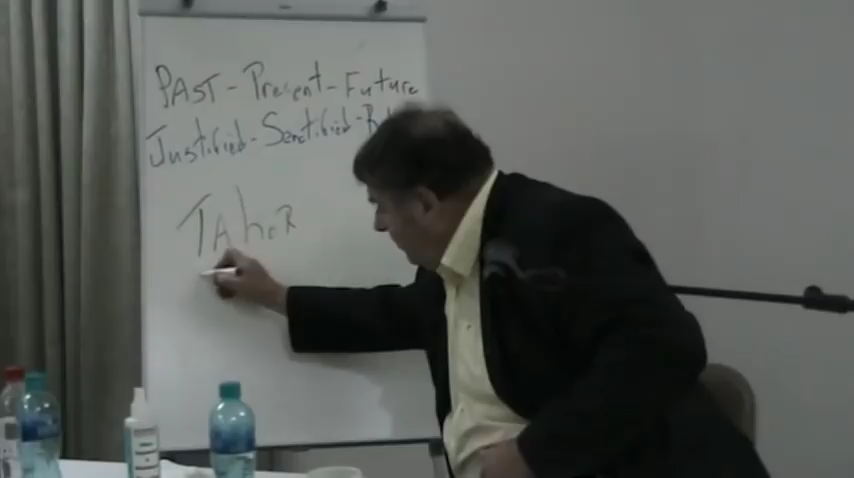 PAST - Present - Future
Justified - Sanctified -
TAhoR